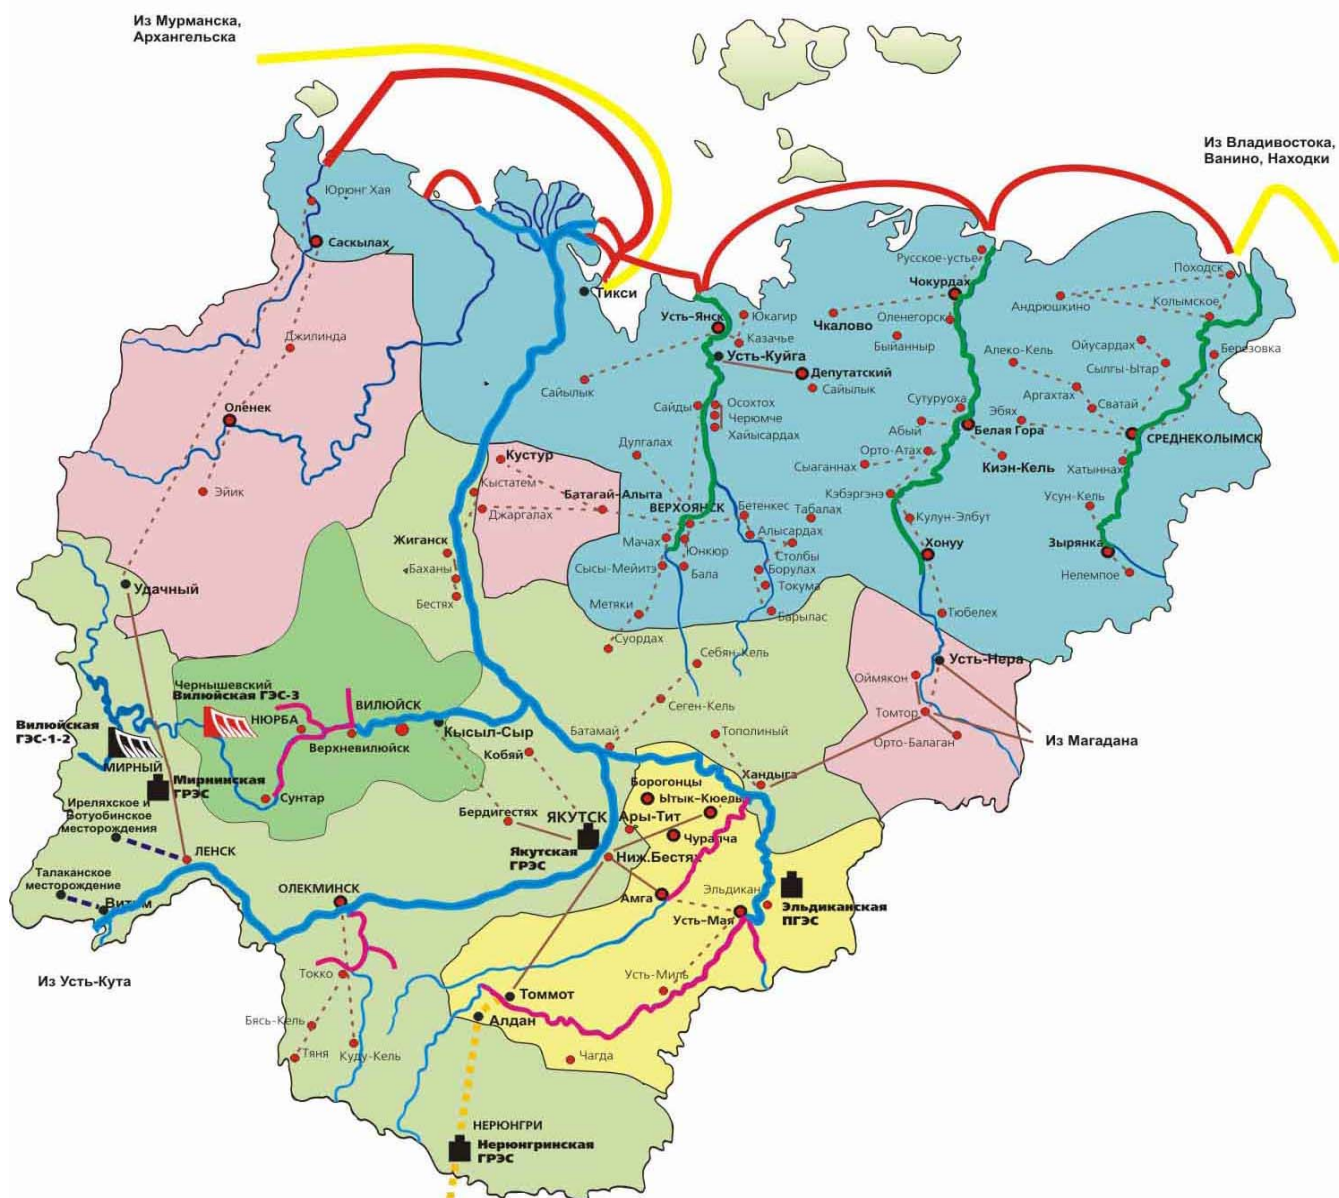 Из Мурманска,
Архангельска
Из Владивостока,
Ванино, Находки
Юрюнг Хая
Саскылах
Тикси
Русское-устье
Походск
Чокурдах
Андрюшкино
Колымское
Усть-Янск
Юкагир
Чкалово
Оленегорск
Казачье
Быйанныр
Ойусардах
Березовка
Джилинда
Усть-Куйга
Алеко-Кель
Сылгы-Ытар
Депутатский
Сайылык
Сайылык
Аргахтах
Оленек
Сайды
Осохтох
Сутуруоха
Эбях
Сватай
Черюмче
Абый
Белая Гора
СРЕДНЕКОЛЫМСК
Хайысардах
Дулгалах
Орто-Атах
Кустур
Сыаганнах
Киэн-Кель
Хатыннах
Эйик
Кыстатем
Батагай-Алыта
Кэбэргэнэ
Усун-Кель
Джаргалах
ВЕРХОЯНСК
Бетенкес
Табалах
Кулун-Элбут
Алысардах
Жиганск
Мачах
Хонуу
Зырянка
Юнкюр
Столбы
Баханы
Сысы-Мейитэ
Бала
Борулах
Нелемпое
Удачный
Токума
Бестях
Метяки
Барылас
Тюбелех
Суордах
Себян-Кель
Усть-Нера
Оймякон
Чернышевский
Вилюйская ГЭС-3
Сеген-Кель
Вилюйская
ГЭС-1-2
НЮРБА
ВИЛЮЙСК
Томтор
Верхневилюйск
Кысыл-Сыр
Батамай
Тополиный
Орто-Балаган
Из Магадана
Кобяй
МИРНЫЙ
Мирнинская
ГРЭС
Хандыга
Борогонцы
Сунтар
Ытык-Кюель
Иреляхское и
Вотуобинское
месторождения
Бердигестях
ЯКУТСК
Ары-Тит
Чурапча
Якутская
ГРЭС
ЛЕНСК
Ниж.Бестях
Талаканское
месторождение
ОЛЕКМИНСК
Эльдикан
Витим
Амга
Эльдиканская
ПГЭС
Усть-Мая
Из Усть-Кута
Токко
Усть-Миль
Томмот
Бясь-Кель
Алдан
Тяня
Куду-Кель
Чагда
НЕРЮНГРИ
Нерюнгринская
ГРЭС